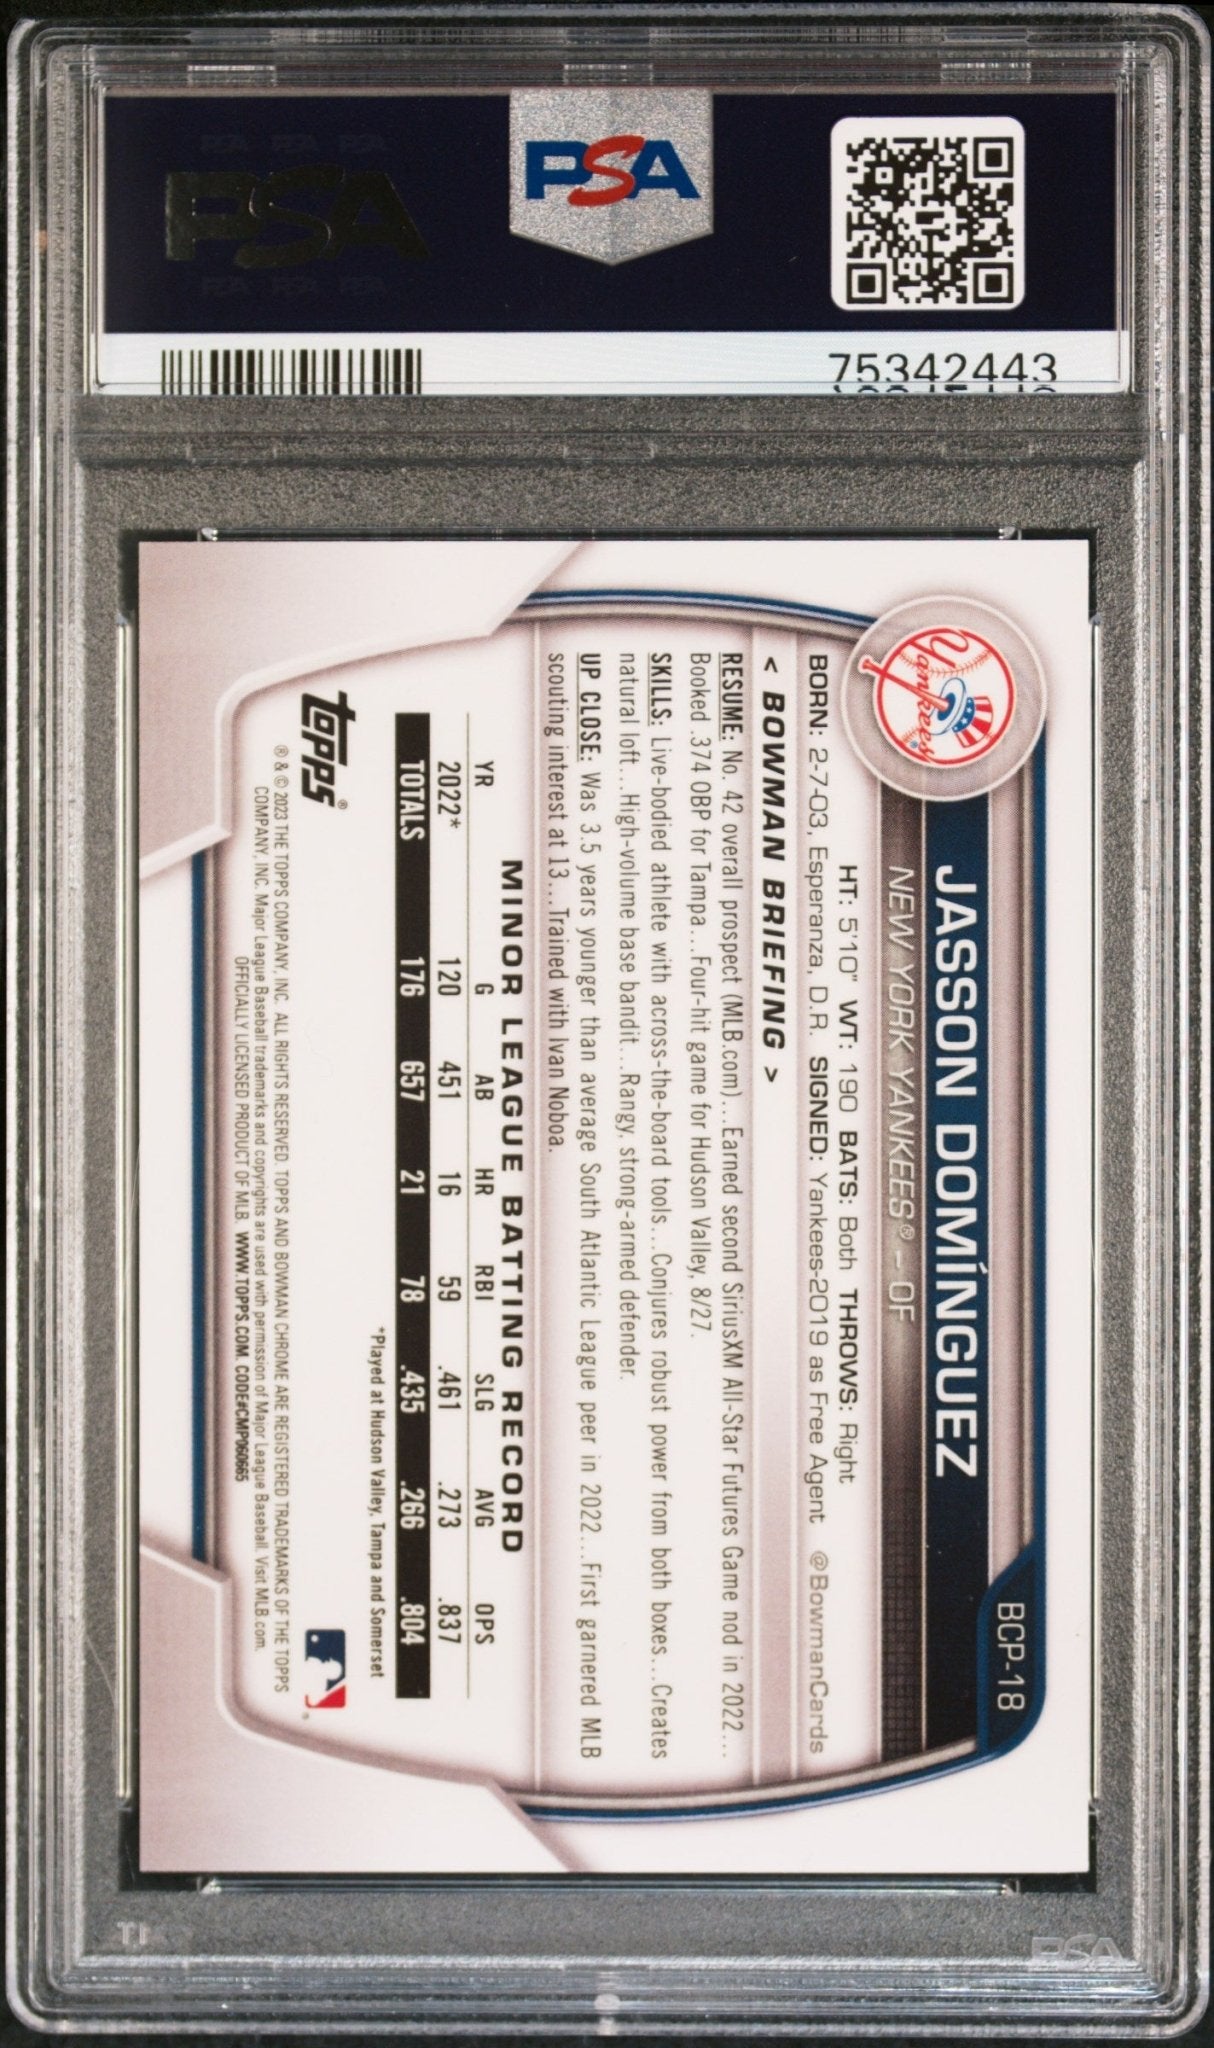 PSA
PSA PSA PSA
PSA
PSA PSA PSA
75342443
BCP-18
JASSON DOMÍNGUEZ
NEW YORK YANKEES® – OF
Yankees®
HT: 5'10" WT: 190 BATS: Both THROWS: Right
BORN: 2-7-03, Esperanza, D.R. SIGNED: Yankees-2019 as Free Agent @BowmanCards
< BOWMAN BRIEFING >
RESUME: No. 42 overall prospect (MLB.com)...Earned second SiriusXM All-Star Futures Game nod in 2022...
Booked .374 OBP for Tampa...Four-hit game for Hudson Valley, 8/27.
SKILLS: Live-bodied athlete with across-the-board tools...Conjures robust power from both boxes...Creates
natural loft...High-volume base bandit...Rangy, strong-armed defender.
UP CLOSE: Was 3.5 years younger than average South Atlantic League peer in 2022...First garnered MLB
scouting interest at 13...Trained with Ivan Noboa.
MINOR LEAGUE BATTING RECORD
YR G AB HR RBI SLG AVG OPS
2022* 120 451 16 59 .461 .273 .837
TOTALS 176 657 21 78 .435 .266 .804
*Played at Hudson Valley, Tampa and Somerset
topps®
® & © 2023 THE TOPPS COMPANY, INC. ALL RIGHTS RESERVED. TOPPS AND BOWMAN CHROME ARE REGISTERED TRADEMARKS OF THE TOPPS
COMPANY, INC. Major League Baseball trademarks and copyrights are used with permission of Major League Baseball. Visit MLB.com.
OFFICIALLY LICENSED PRODUCT OF MLB. WWW.TOPPS.COM. CODE#CMP060665
PSA